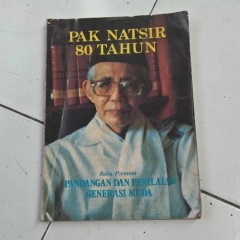 PAK NATSIR
80 TAHUN
Buku Pertama
PANDANGAN DAN PENILAIAN
GENERASI MUDA